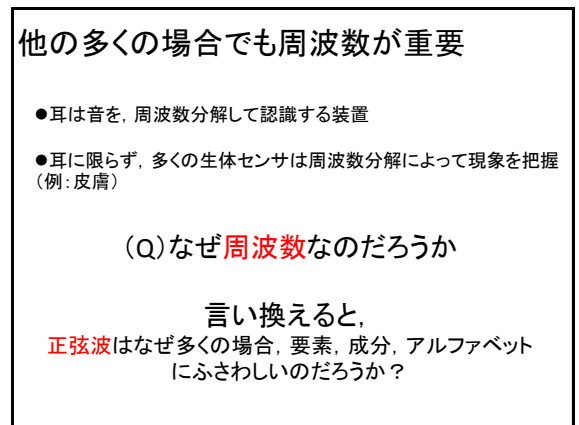 他の多くの場合でも周波数が重要
●耳は音を，周波数分解して認識する装置
●耳に限らず，多くの生体センサは周波数分解によって現象を把握
（例：皮膚）
（Q）なぜ周波数なのだろうか
言い換えると，
正弦波はなぜ多くの場合，要素，成分，アルファベット
にふさわしいのだろうか？